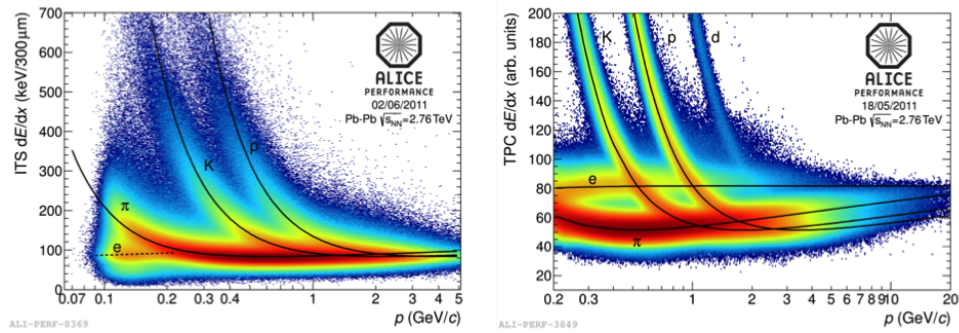 ITS dE/dx (keV/300µm)
700
600
500
400
300
200
100
0
0.07
0.1
0.2
0.3
0.4
1
2
3
4
5
p (GeV/c)
π
e
K
p
ALICE
PERFORMANCE
02/06/2011
Pb-Pb √sNN=2.76 TeV
ALI-PERF-8369
TPC dE/dx (arb. units)
200
180
160
140
120
100
80
60
40
20
0.2
0.3
1
2
3
4
5
6
7
8
9
10
20
p (GeV/c)
K
p
d
e
π
ALICE
PERFORMANCE
18/05/2011
Pb-Pb √sNN=2.76 TeV
ALI-PERF-3849